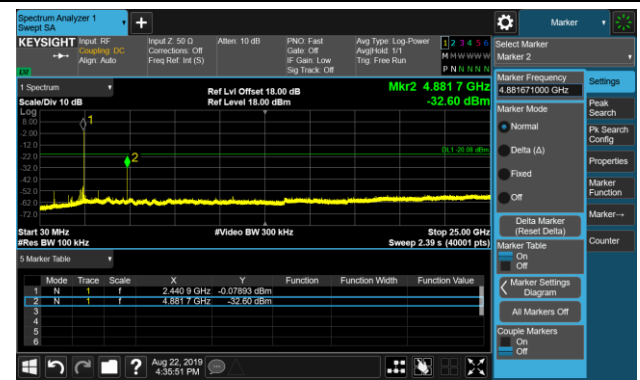 Spectrum Analyzer 1
Swept SA
Marker
KEYSIGHT Input: RF Input Z: 50 Ω Atten: 10 dB PNO: Fast Avg Type: Log-Power 1 2 3 4 5 6
Coupling: DC Corrections: Off Gate: Off Avg|Hold: 1/1 M W W W W W
Align: Auto Freq Ref: Int (S) IF Gain: Low Trig: Free Run
Sig Track: Off P N N N N N
Select Marker
Marker 2
1 Spectrum
Ref Lvl Offset 18.00 dB
Mkr2 4.881 7 GHz
Scale/Div 10 dB
Ref Level 18.00 dBm
-32.60 dBm
Log
8.00
-2.00
-12.0
-22.0
-32.0
-42.0
-52.0
-62.0
-72.0
1
2
DL1 -20.08 dBm
Start 30 MHz
#Video BW 300 kHz
Stop 25.00 GHz
#Res BW 100 kHz
Sweep 2.39 s (40001 pts)
5 Marker Table
Mode Trace Scale X Y Function Function Width Function Value
1 N 1 f 2.440 9 GHz -0.07893 dBm
2 N 1 f 4.881 7 GHz -32.60 dBm
3
4
5
6
Marker Frequency
4.881671000 GHz
Marker Mode
Normal
Delta (Δ)
Fixed
Off
Delta Marker
(Reset Delta)
Marker Table
On
Off
Marker Settings
Diagram
All Markers Off
Couple Markers
On
Off
Settings
Peak
Search
Pk Search
Config
Properties
Marker
Function
Marker→
Counter
Aug 22, 2019
4:35:51 PM